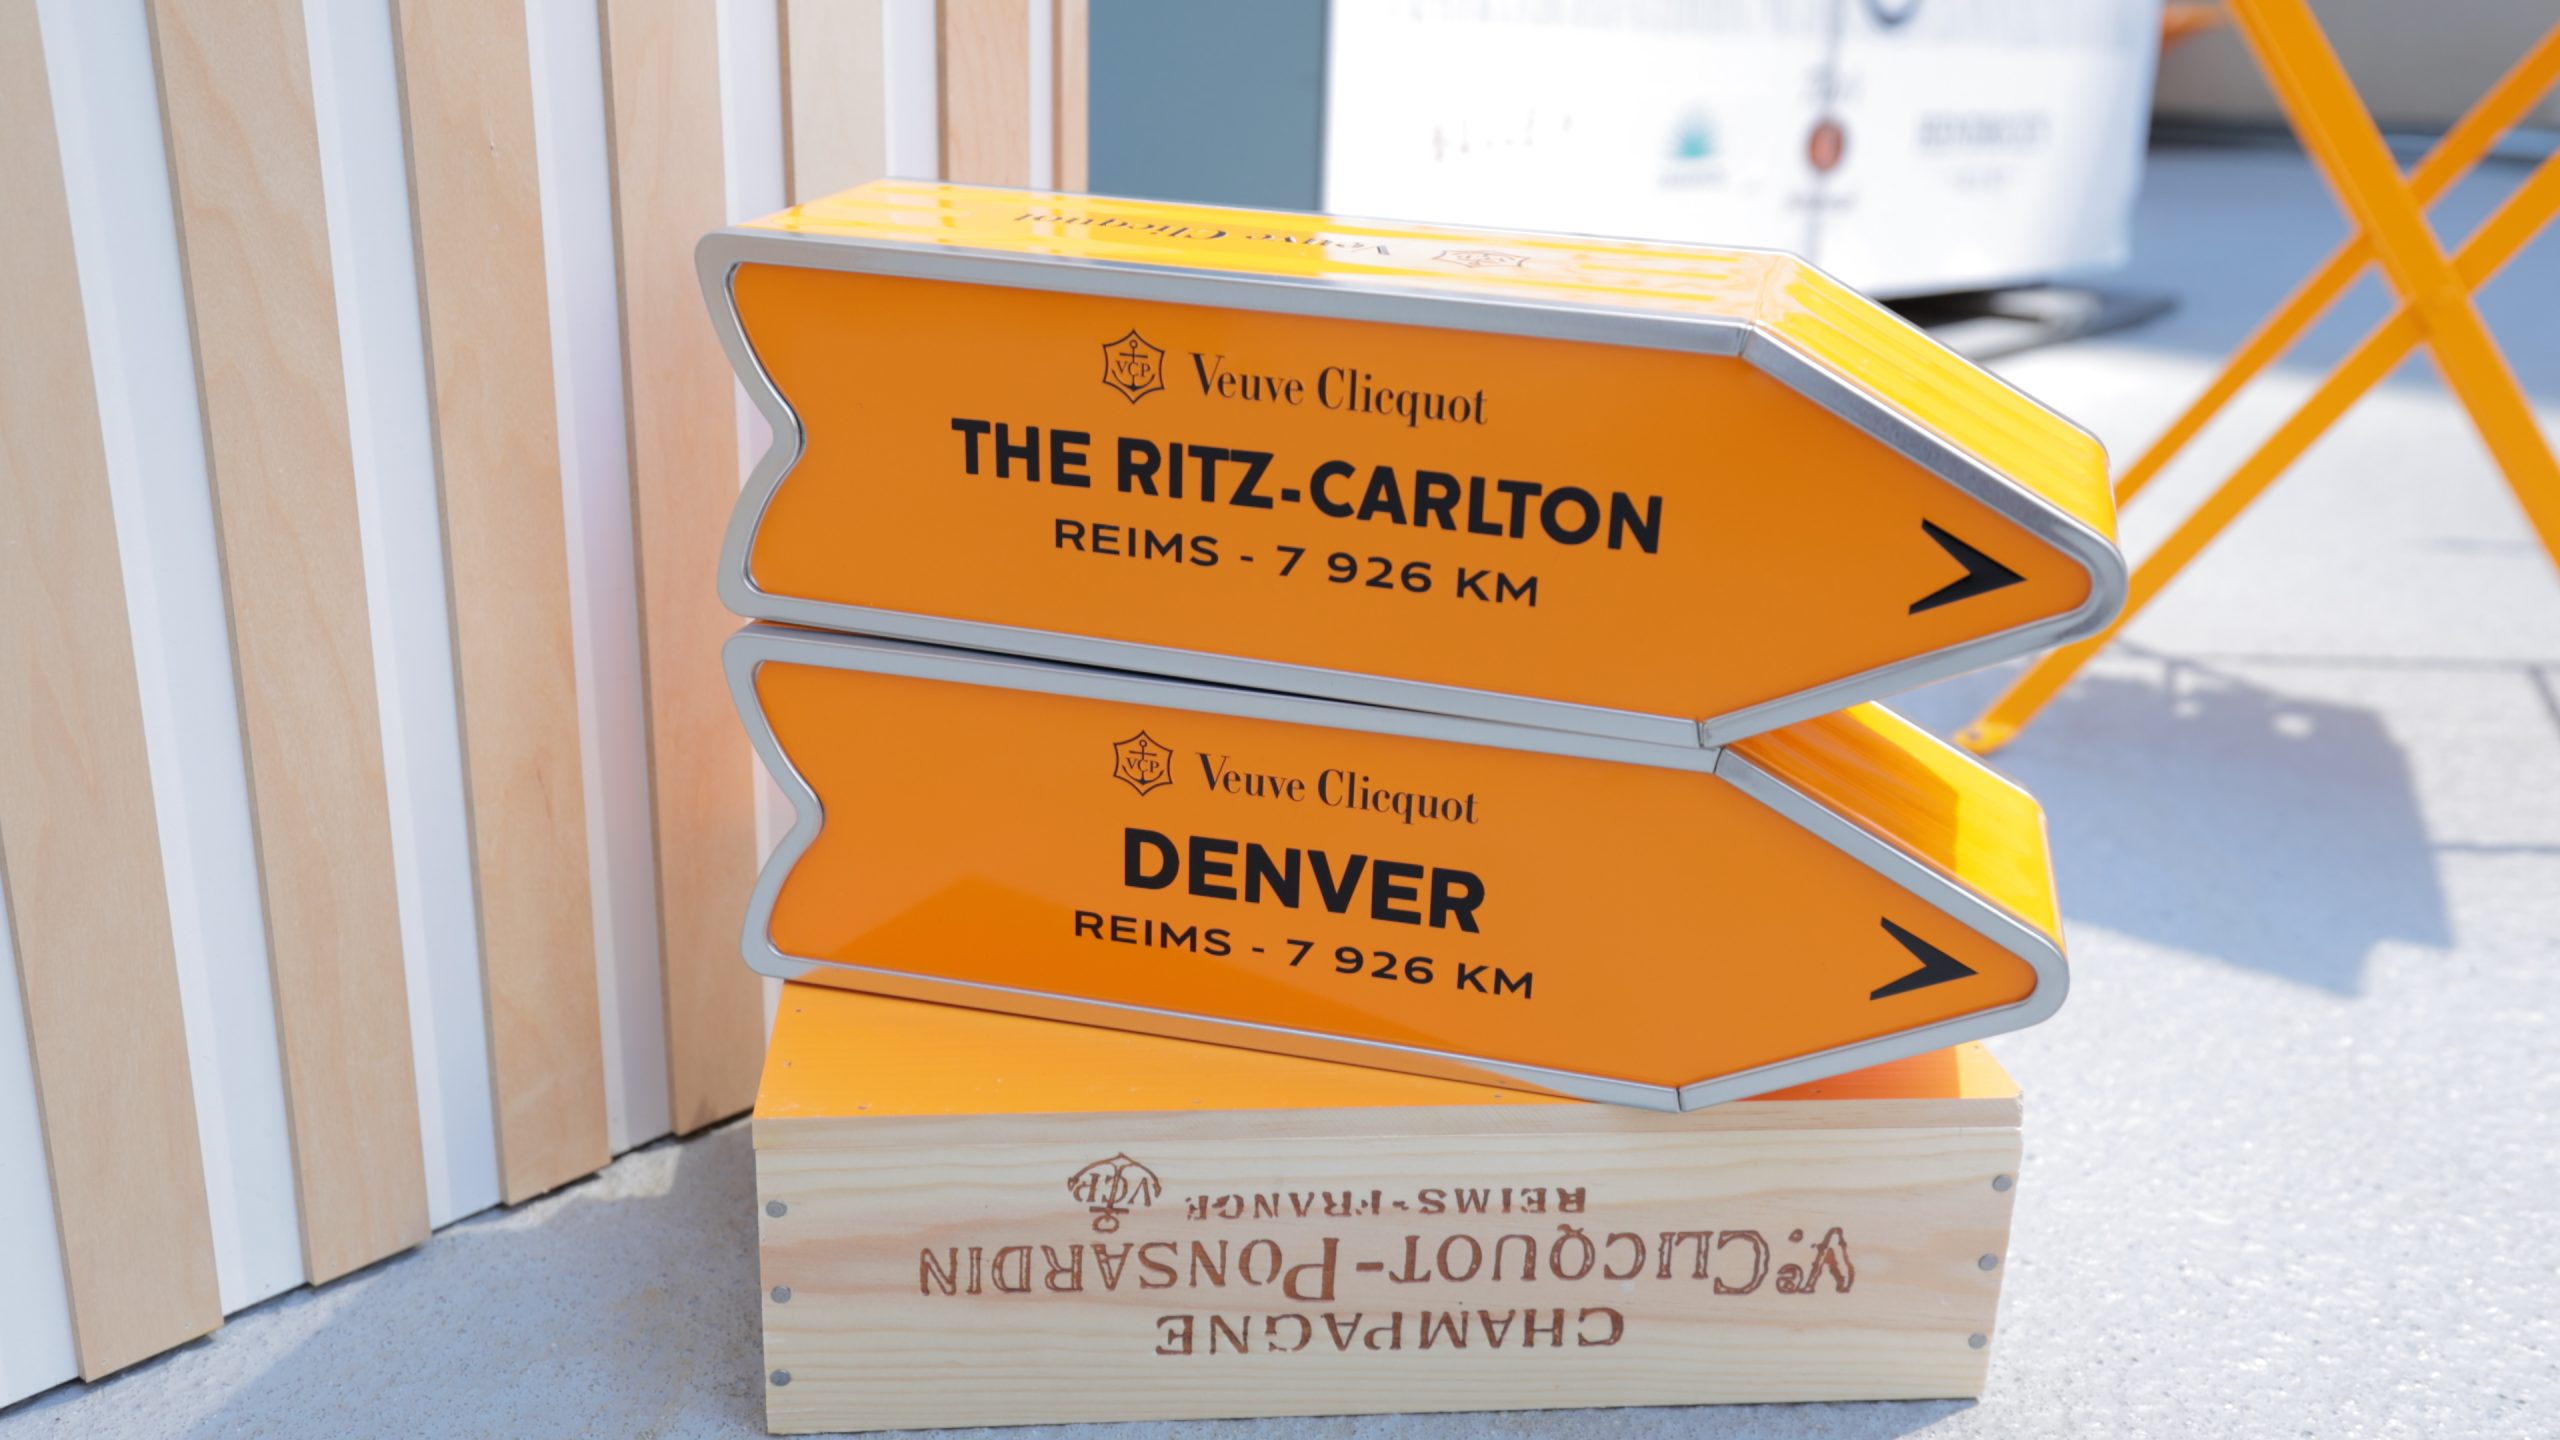 Veuve Clicquot
VCP
Veuve Clicquot
THE RITZ-CARLTON
REIMS - 7 926 KM
VCP
Veuve Clicquot
DENVER
REIMS - 7 926 KM
CHAMPAGNE
Vve CLICQUOT-PONSARDIN
REIMS-FRANCE
VCP